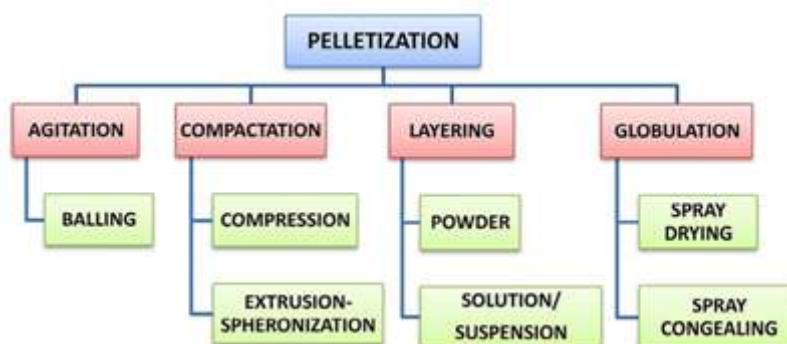 PELLETIZATION
AGITATION
COMPACTATION
LAYERING
GLOBULATION
BALLING
COMPRESSION
POWDER
SPRAY
DRYING
EXTRUSION-
SPHERONIZATION
SOLUTION/
SUSPENSION
SPRAY
CONGEALING